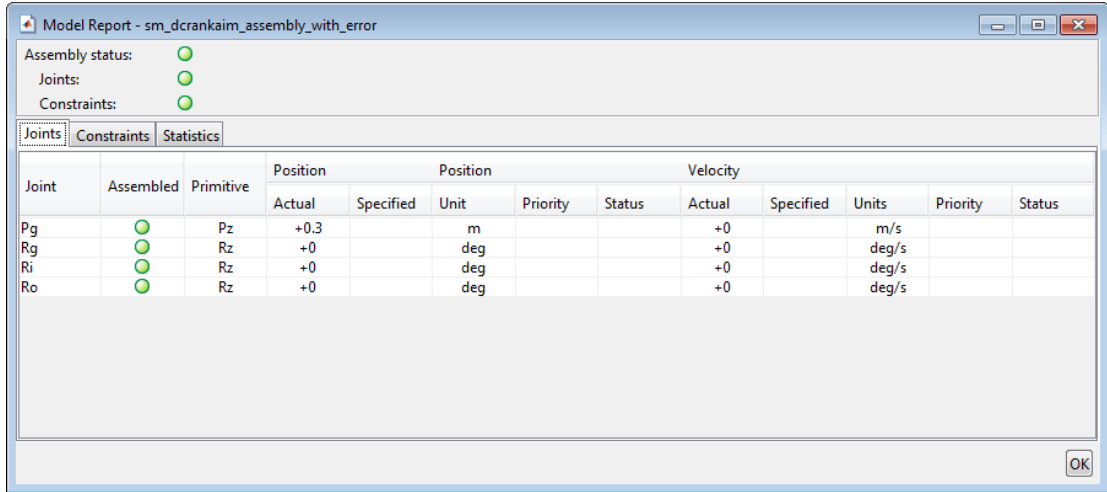 Model Report - sm_dcrankaim_assembly_with_error
Assembly status:
Joints:
Constraints:
Joints Constraints Statistics
Joint Assembled Primitive Position Position Velocity
Actual Specified Unit Priority Status Actual Specified Units Priority Status
Pg Pz +0.3 m +0 m/s
Rg Rz +0 deg +0 deg/s
Ri Rz +0 deg +0 deg/s
Ro Rz +0 deg +0 deg/s
OK